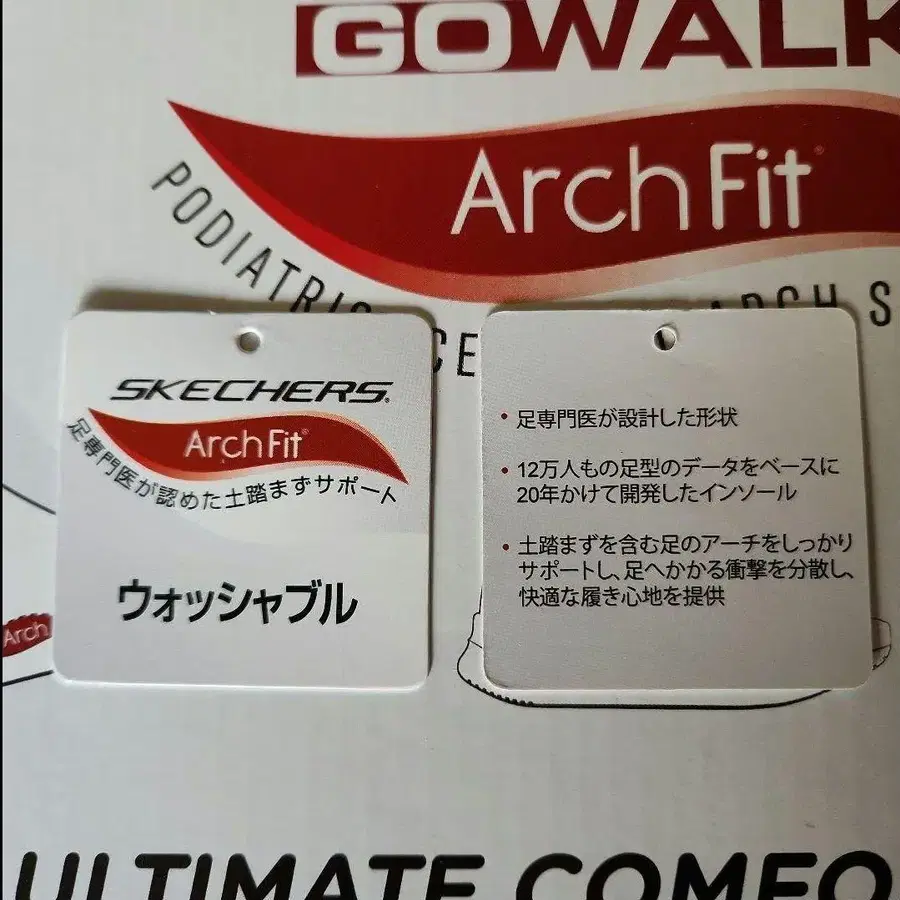 GOWALK
Arch Fit®
PODIATRI
CE
ARCH S
SKECHERS®
Arch Fit®
足専門医が認めた土踏まずサポート
ウォッシャブル
• 足専門医が設計した形状
• 12万人もの足型のデータをベースに
20年かけて開発したインソール
• 土踏まずを含む足のアーチをしっかり
サポートし、足へかかる衝撃を分散し、
快適な履き心地を提供
Arch
ULTIMATE COMFO